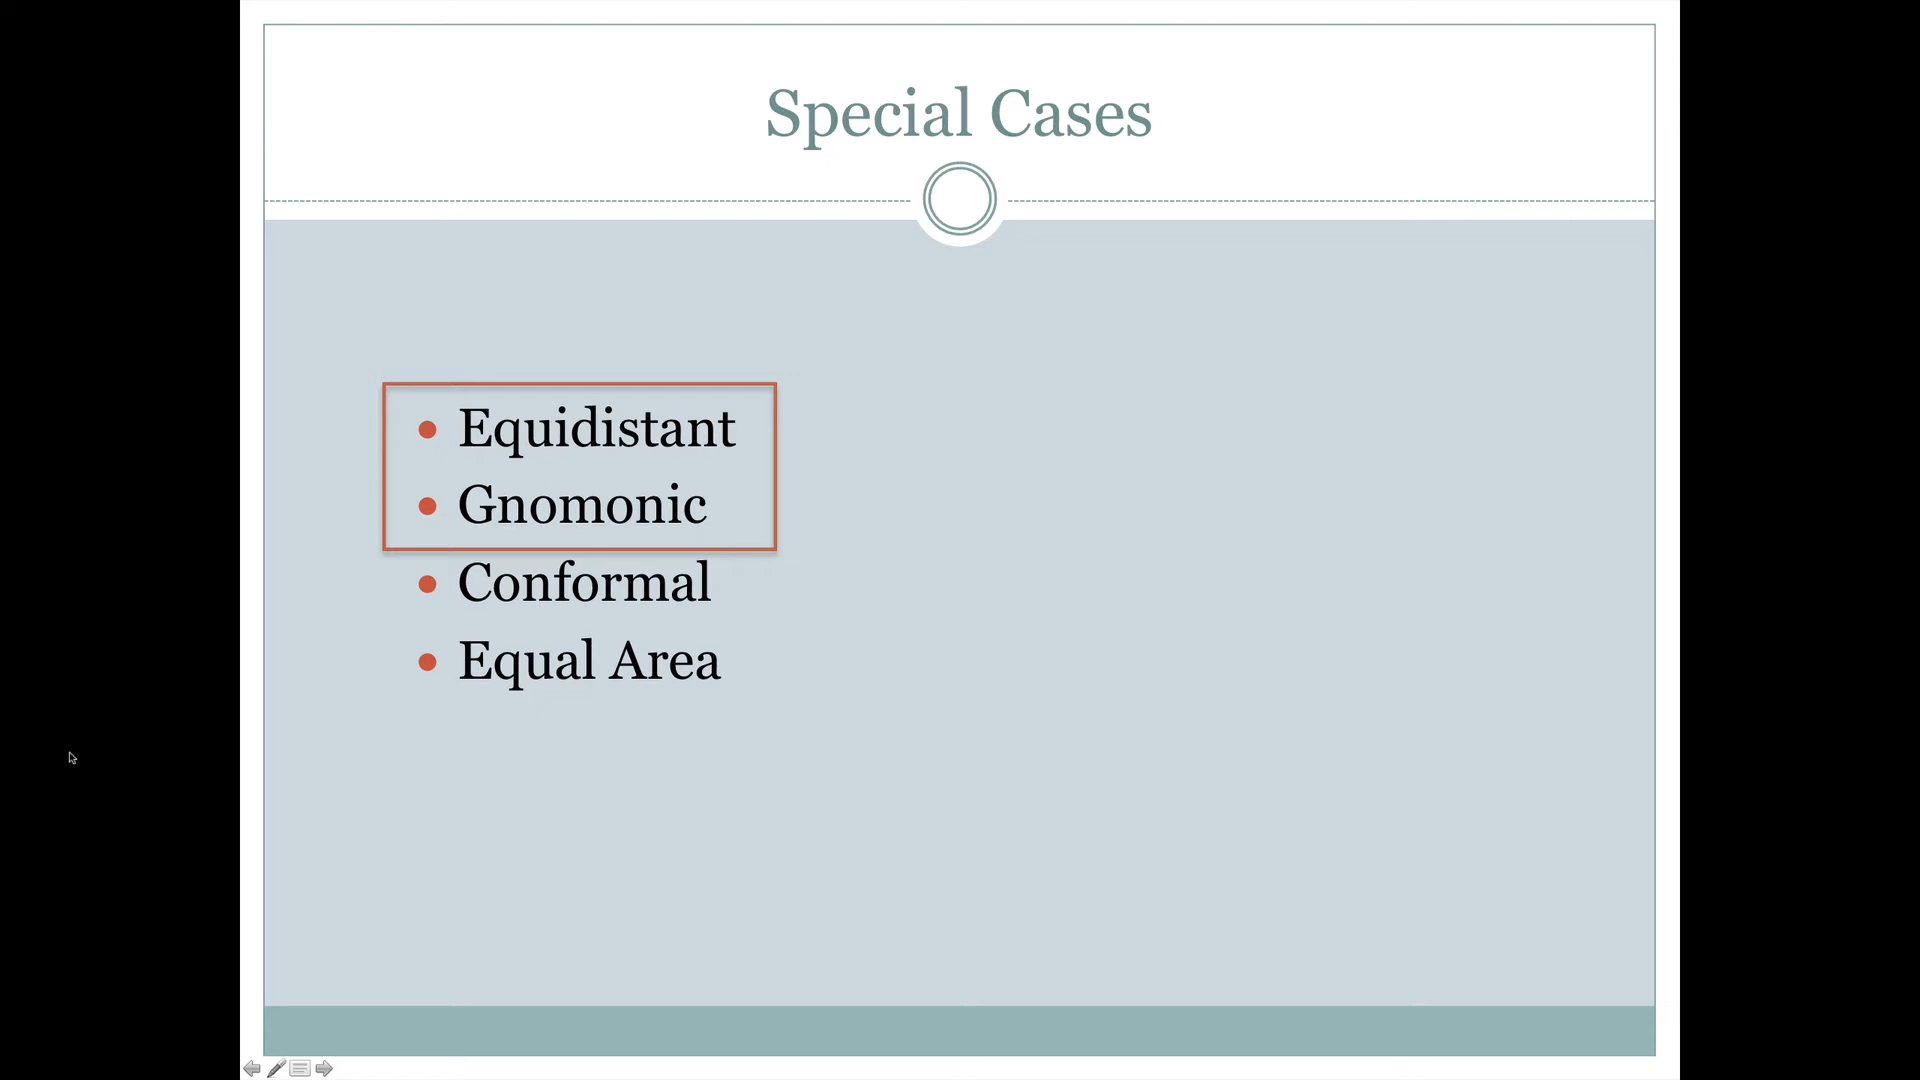 Special Cases
Equidistant
Gnomonic
Conformal
Equal Area